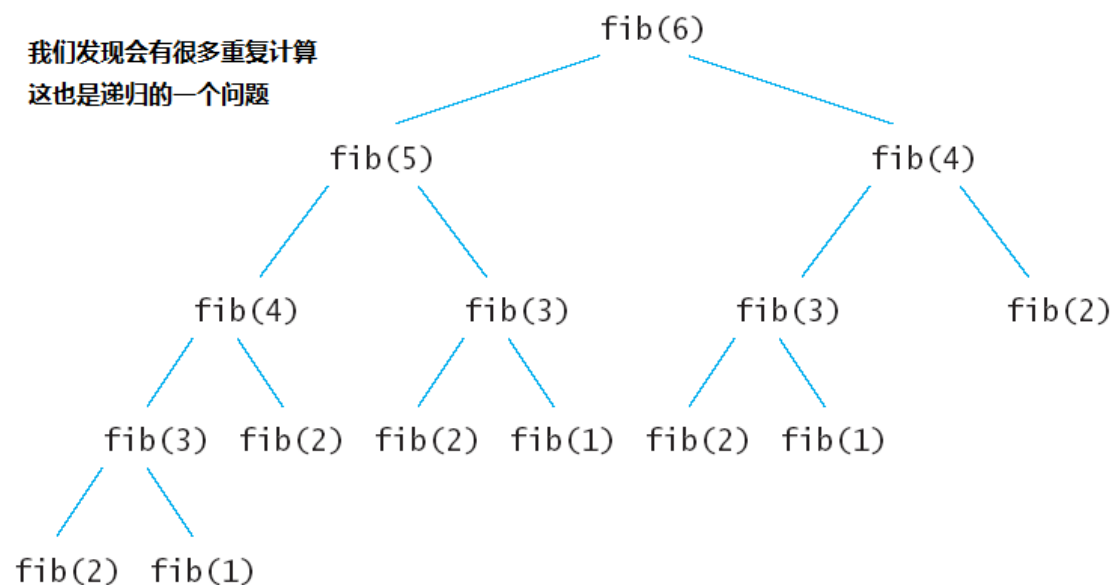 我们发现会有很多重复计算
这也是递归的一个问题
fib(6)
fib(5) fib(4)
fib(4) fib(3) fib(3) fib(2)
fib(3) fib(2) fib(2) fib(1) fib(2) fib(1)
fib(2) fib(1)